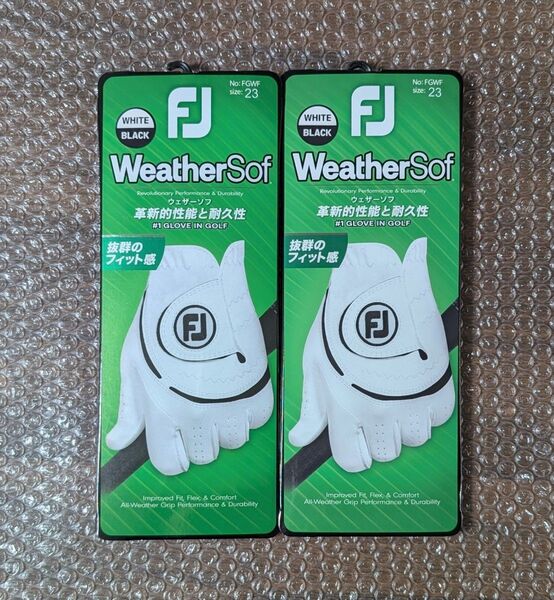 No: FGWF
size: 23
FJ
WHITE
BLACK
WeatherSof
Revolutionary Performance & Durability
ウェザーソフ
革新的性能と耐久性
#1 GLOVE IN GOLF
抜群の
フィット感
FJ
Improved Fit, Flex, & Comfort
All-Weather Grip Performance & Durability
No: FGWF
size: 23
FJ
WHITE
BLACK
WeatherSof
Revolutionary Performance & Durability
ウェザーソフ
革新的性能と耐久性
#1 GLOVE IN GOLF
抜群の
フィット感
FJ
Improved Fit, Flex, & Comfort
All-Weather Grip Performance & Durability